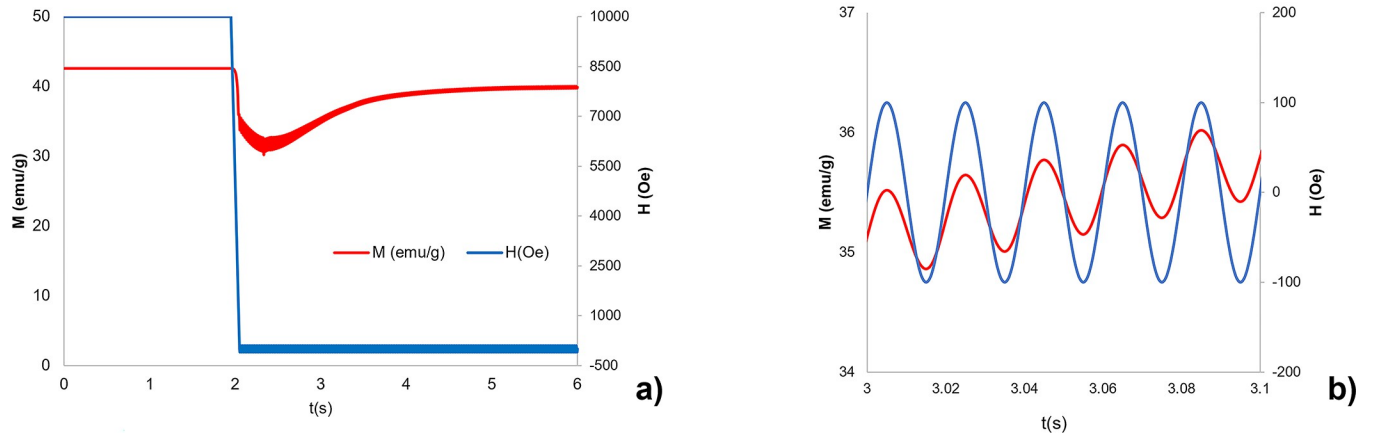 50
40
30
20
10
0
M (emu/g)
10000
8500
7000
5500
4000
2500
1000
-500
H (Oe)
M (emu/g) H(Oe)
0 1 2 3 4 5 6
t(s)
a)
37
36
35
34
M (emu/g)
200
100
0
-100
-200
H (Oe)
3 3.02 3.04 3.06 3.08 3.1
t(s)
b)